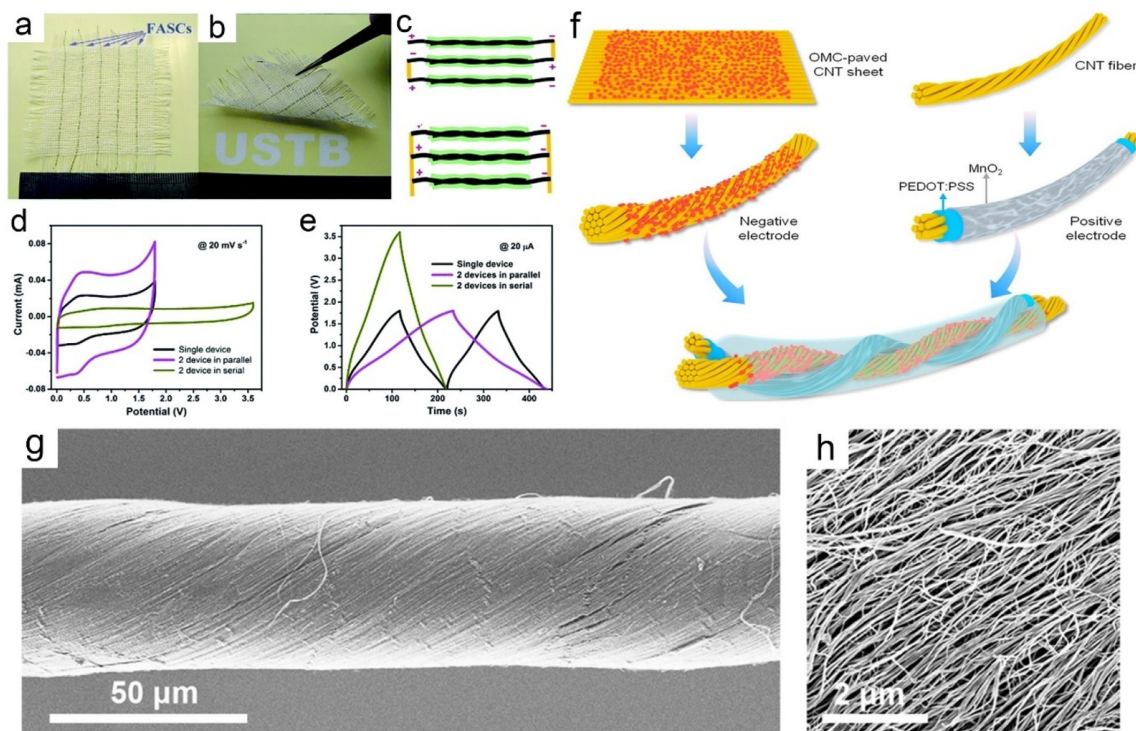 a
FASCs
b
USTB
c
+ −
− +
+ −
−
+ −
+ −
d
@ 20 mV s⁻¹
Current (mA)
0.08
0.04
0.00
-0.04
-0.08
Single device
2 device in parallel
2 device in serial
0.0 0.5 1.0 1.5 2.0 2.5 3.0 3.5
Potential (V)
e
@ 20 μA
Potential (V)
4.0
3.5
3.0
2.5
2.0
1.5
1.0
0.5
0.0
Single device
2 devices in parallel
2 devices in serial
0 100 200 300 400
Time (s)
f
OMC-paved
CNT sheet
CNT fiber
MnO₂
PEDOT:PSS
Negative
electrode
Positive
electrode
g
50 μm
h
2 μm